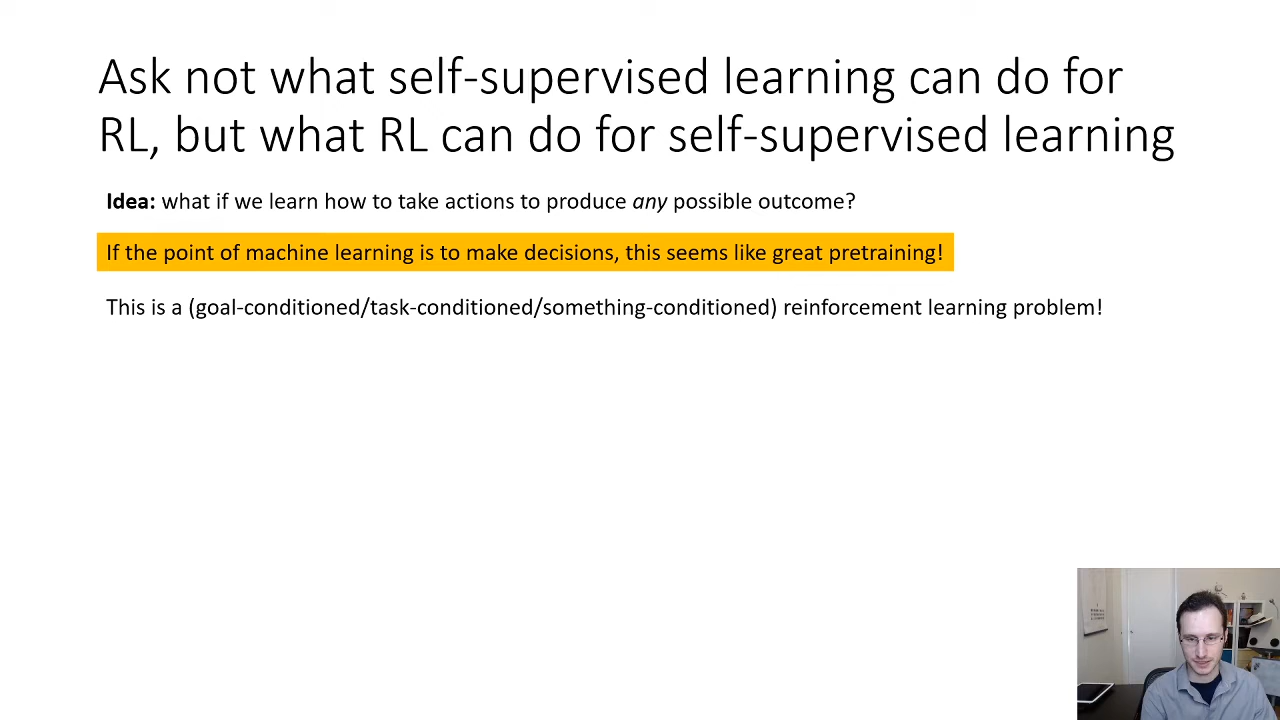 Ask not what self-supervised learning can do for
RL, but what RL can do for self-supervised learning
Idea: what if we learn how to take actions to produce any possible outcome?
If the point of machine learning is to make decisions, this seems like great pretraining!
This is a (goal-conditioned/task-conditioned/something-conditioned) reinforcement learning problem!